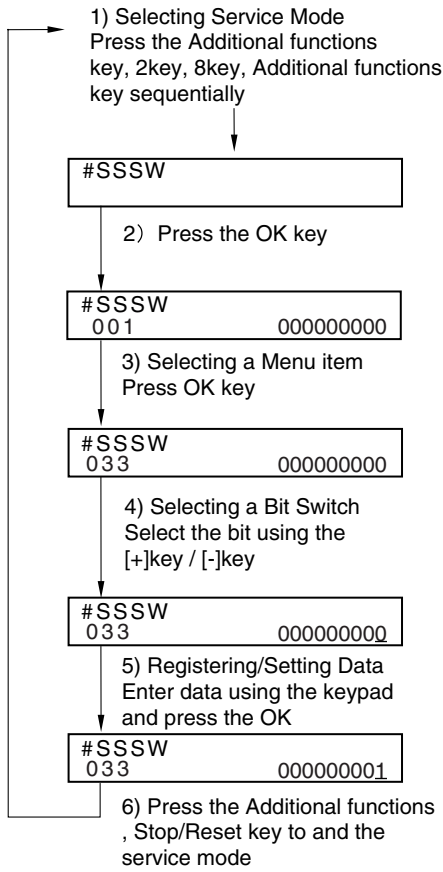 1) Selecting Service Mode
Press the Additional functions
key, 2key, 8key, Additional functions
key sequentially
#SSSW
2) Press the OK key
#SSSW
001 000000000
3) Selecting a Menu item
Press OK key
#SSSW
033 000000000
4) Selecting a Bit Switch
Select the bit using the
[+]key / [-]key
#SSSW
033 000000000
5) Registering/Setting Data
Enter data using the keypad
and press the OK
#SSSW
033 000000001
6) Press the Additional functions
, Stop/Reset key to and the
service mode